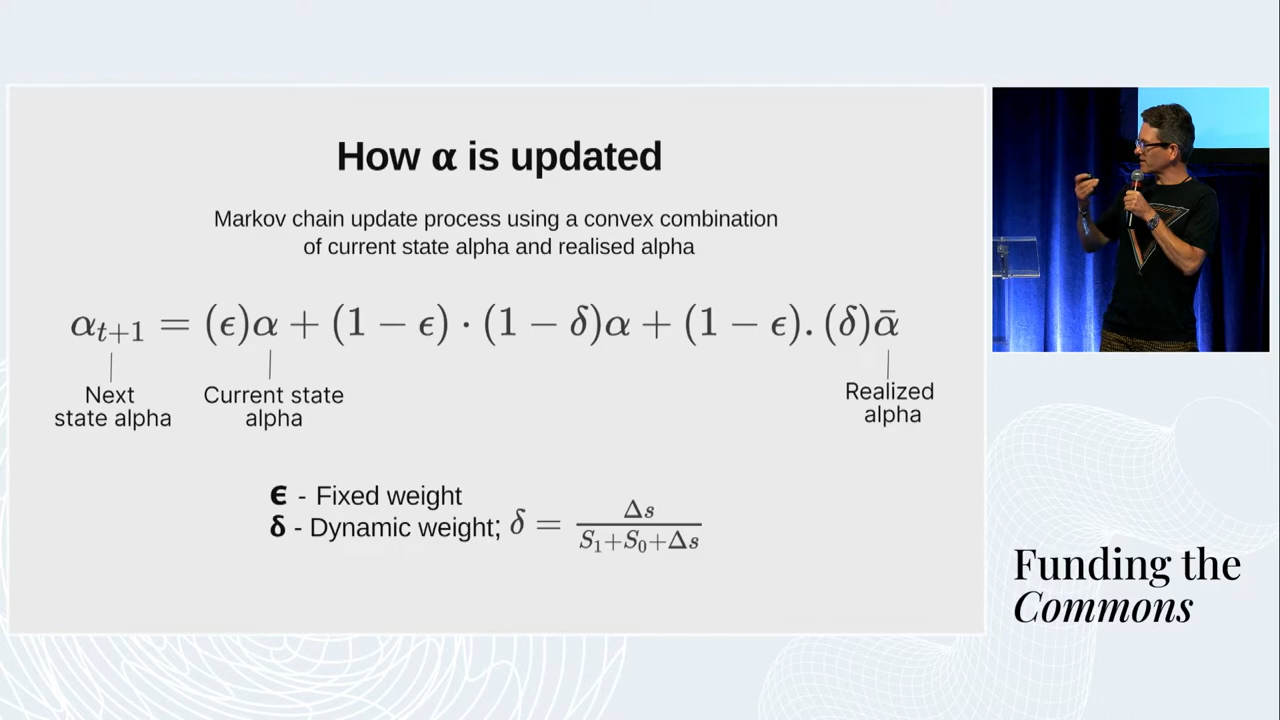 How α is updated
Markov chain update process using a convex combination
of current state alpha and realised alpha
αₜ₊₁ = (ϵ)α + (1 − ϵ) · (1 − δ)α + (1 − ϵ). (δ)ᾱ
Next
state alpha
Current state
alpha
Realized
alpha
ϵ - Fixed weight
δ - Dynamic weight; δ = Δs / (S₁+S₀+Δs)
Funding the
Commons